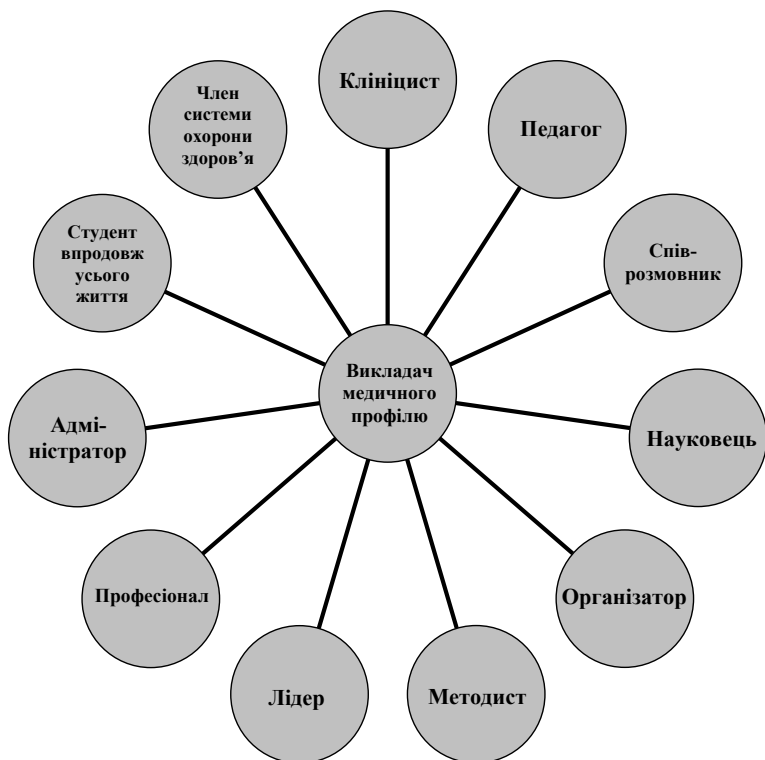 Клініцист
Педагог
Спів-
розмовник
Науковець
Організатор
Методист
Лідер
Професіонал
Адмі-
ністратор
Студент
впродовж
усього
життя
Член
системи
охорони
здоров’я
Викладач
медичного
профілю